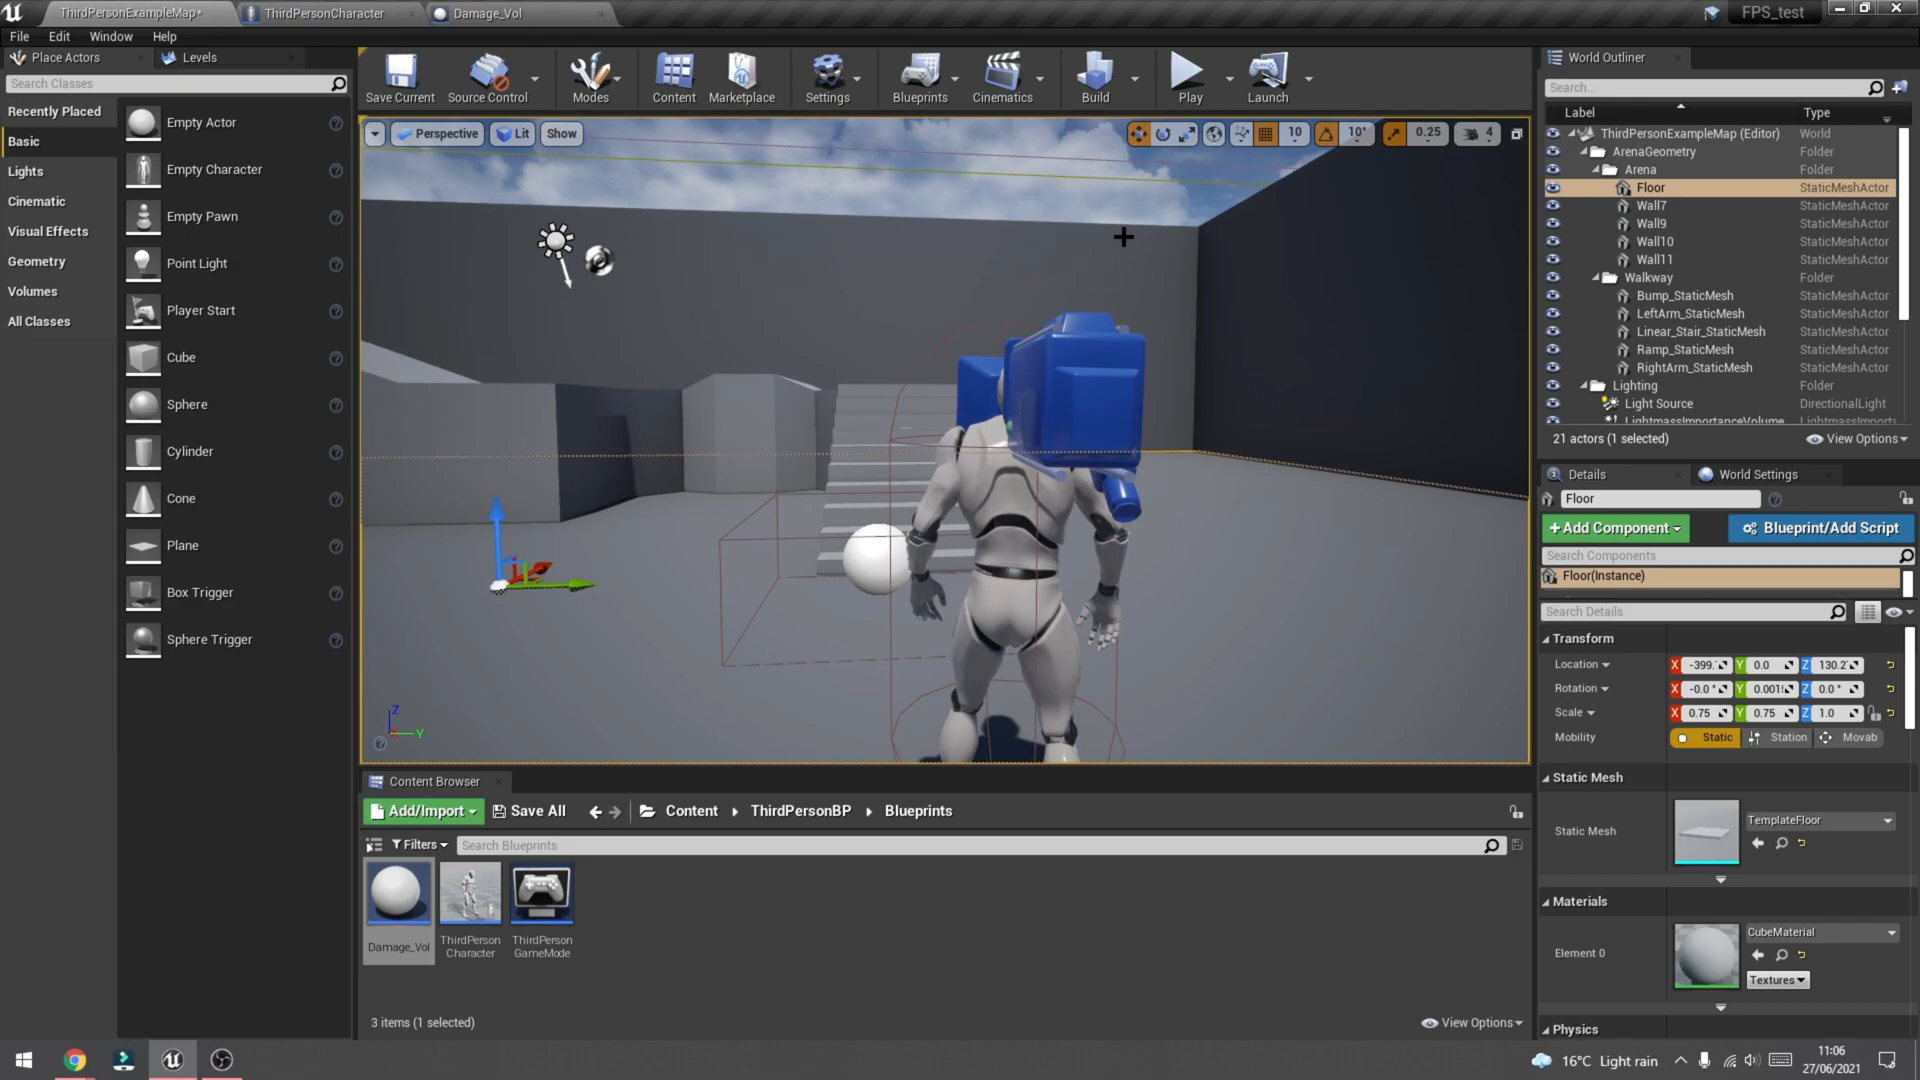 ThirdPersonExampleMap*
ThirdPersonCharacter
Damage_Vol
FPS_test
File Edit Window Help
Place Actors
Levels
Search Classes
Recently Placed
Basic
Lights
Cinematic
Visual Effects
Geometry
Volumes
All Classes
Empty Actor
Empty Character
Empty Pawn
Point Light
Player Start
Cube
Sphere
Cylinder
Cone
Plane
Box Trigger
Sphere Trigger
Save Current
Source Control
Modes
Content
Marketplace
Settings
Blueprints
Cinematics
Build
Play
Launch
Perspective
Lit
Show
10
10°
0.25
4
Z
Y
World Outliner
Search...
Label Type
ThirdPersonExampleMap (Editor) World
ArenaGeometry Folder
Arena Folder
Floor StaticMeshActor
Wall7 StaticMeshActor
Wall9 StaticMeshActor
Wall10 StaticMeshActor
Wall11 StaticMeshActor
Walkway Folder
Bump_StaticMesh StaticMeshActor
LeftArm_StaticMesh StaticMeshActor
Linear_Stair_StaticMesh StaticMeshActor
Ramp_StaticMesh StaticMeshActor
RightArm_StaticMesh StaticMeshActor
Lighting Folder
Light Source DirectionalLight
LightmassImportanceVolume
21 actors (1 selected)
View Options
Details
World Settings
Floor
+Add Component
Blueprint/Add Script
Search Components
Floor(Instance)
Search Details
Transform
Location X -399. Y 0.0 Z 130.2
Rotation X -0.0 ° Y 0.001 Z 0.0 °
Scale X 0.75 Y 0.75 Z 1.0
Mobility Static Station Movab
Static Mesh
Static Mesh TemplateFloor
Materials
Element 0 CubeMaterial
Textures
Physics
Content Browser
Add/Import
Save All
Content
ThirdPersonBP
Blueprints
Filters
Search Blueprints
Damage_Vol
ThirdPerson
Character
ThirdPerson
GameMode
3 items (1 selected)
View Options
16°C Light rain
11:06
27/06/2021